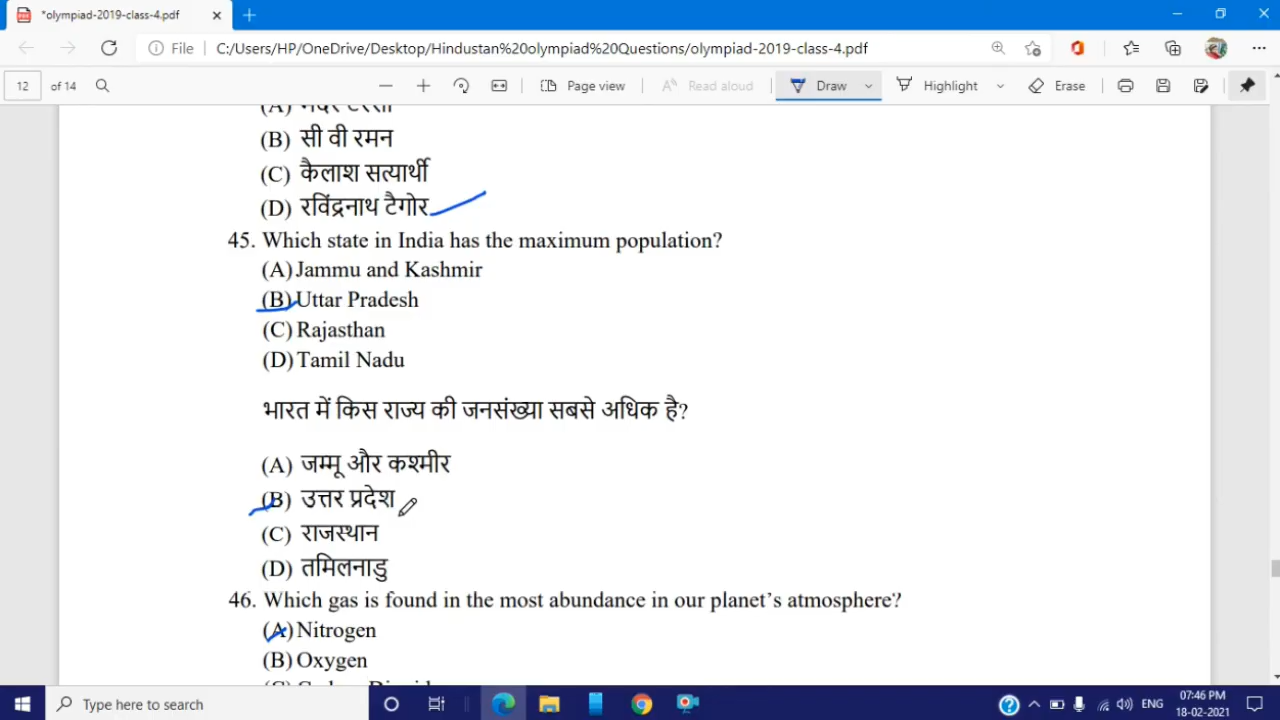 *olympiad-2019-class-4.pdf
File C:/Users/HP/OneDrive/Desktop/Hindustan%20olympiad%20Questions/olympiad-2019-class-4.pdf
12 of 14 Page view Read aloud Draw Highlight Erase
(A)
(B) सी वी रमन
(C) कैलाश सत्यार्थी
(D) रविंद्रनाथ टैगोर
45. Which state in India has the maximum population?
(A) Jammu and Kashmir
(B) Uttar Pradesh
(C) Rajasthan
(D) Tamil Nadu
भारत में किस राज्य की जनसंख्या सबसे अधिक है?
(A) जम्मू और कश्मीर
(B) उत्तर प्रदेश
(C) राजस्थान
(D) तमिलनाडु
46. Which gas is found in the most abundance in our planet’s atmosphere?
(A) Nitrogen
(B) Oxygen
Type here to search ENG 07:46 PM
18-02-2021